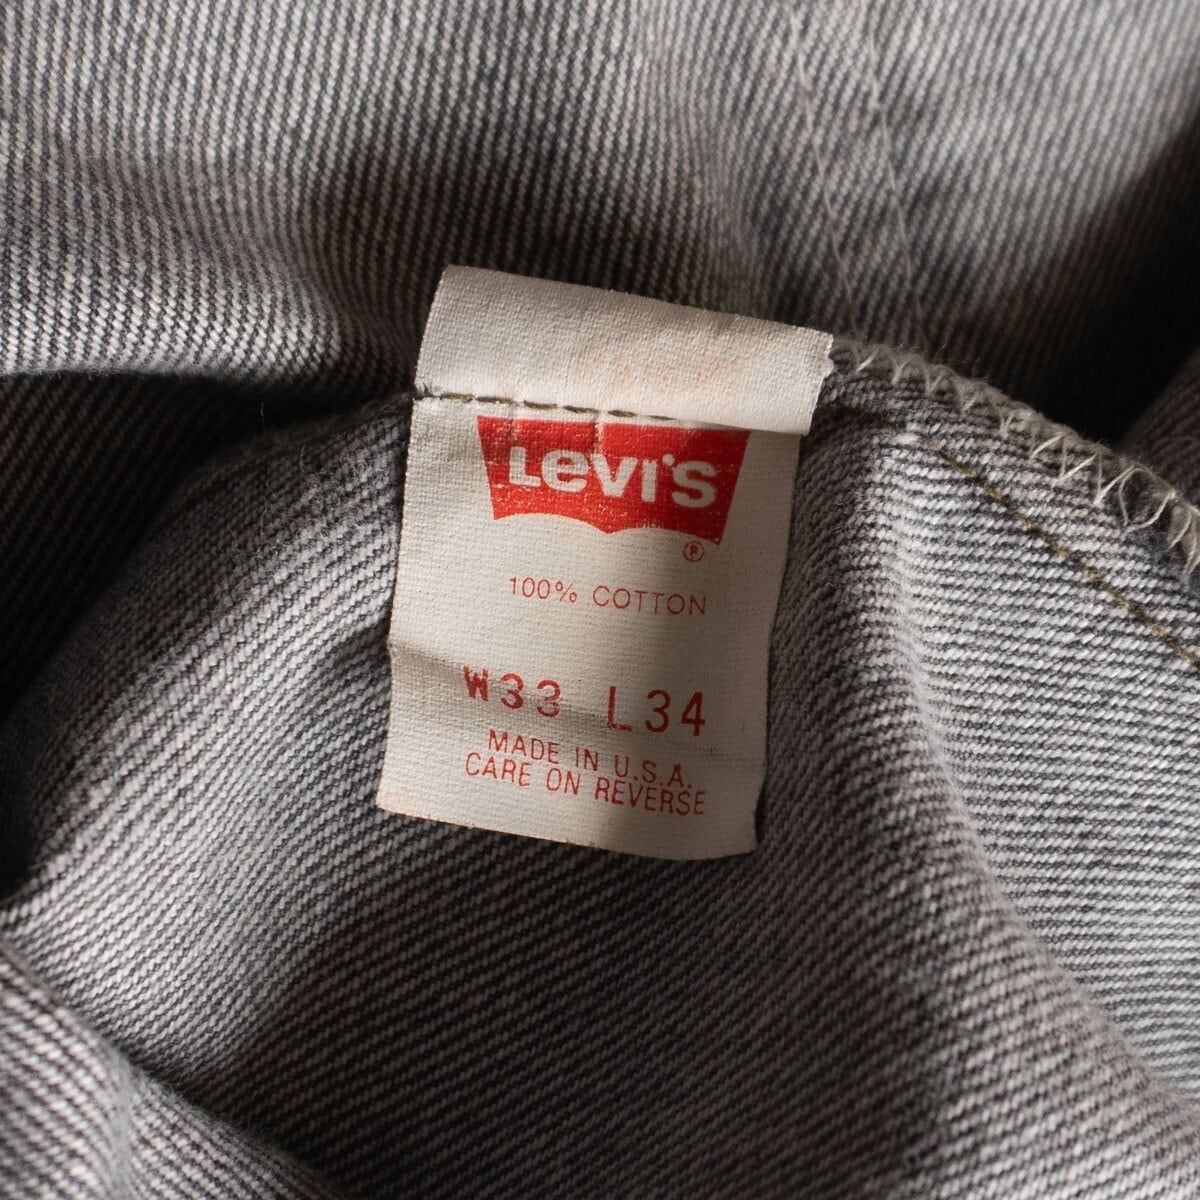 LEVI'S
®
100% COTTON
W33 L34
MADE IN U.S.A.
CARE ON REVERSE